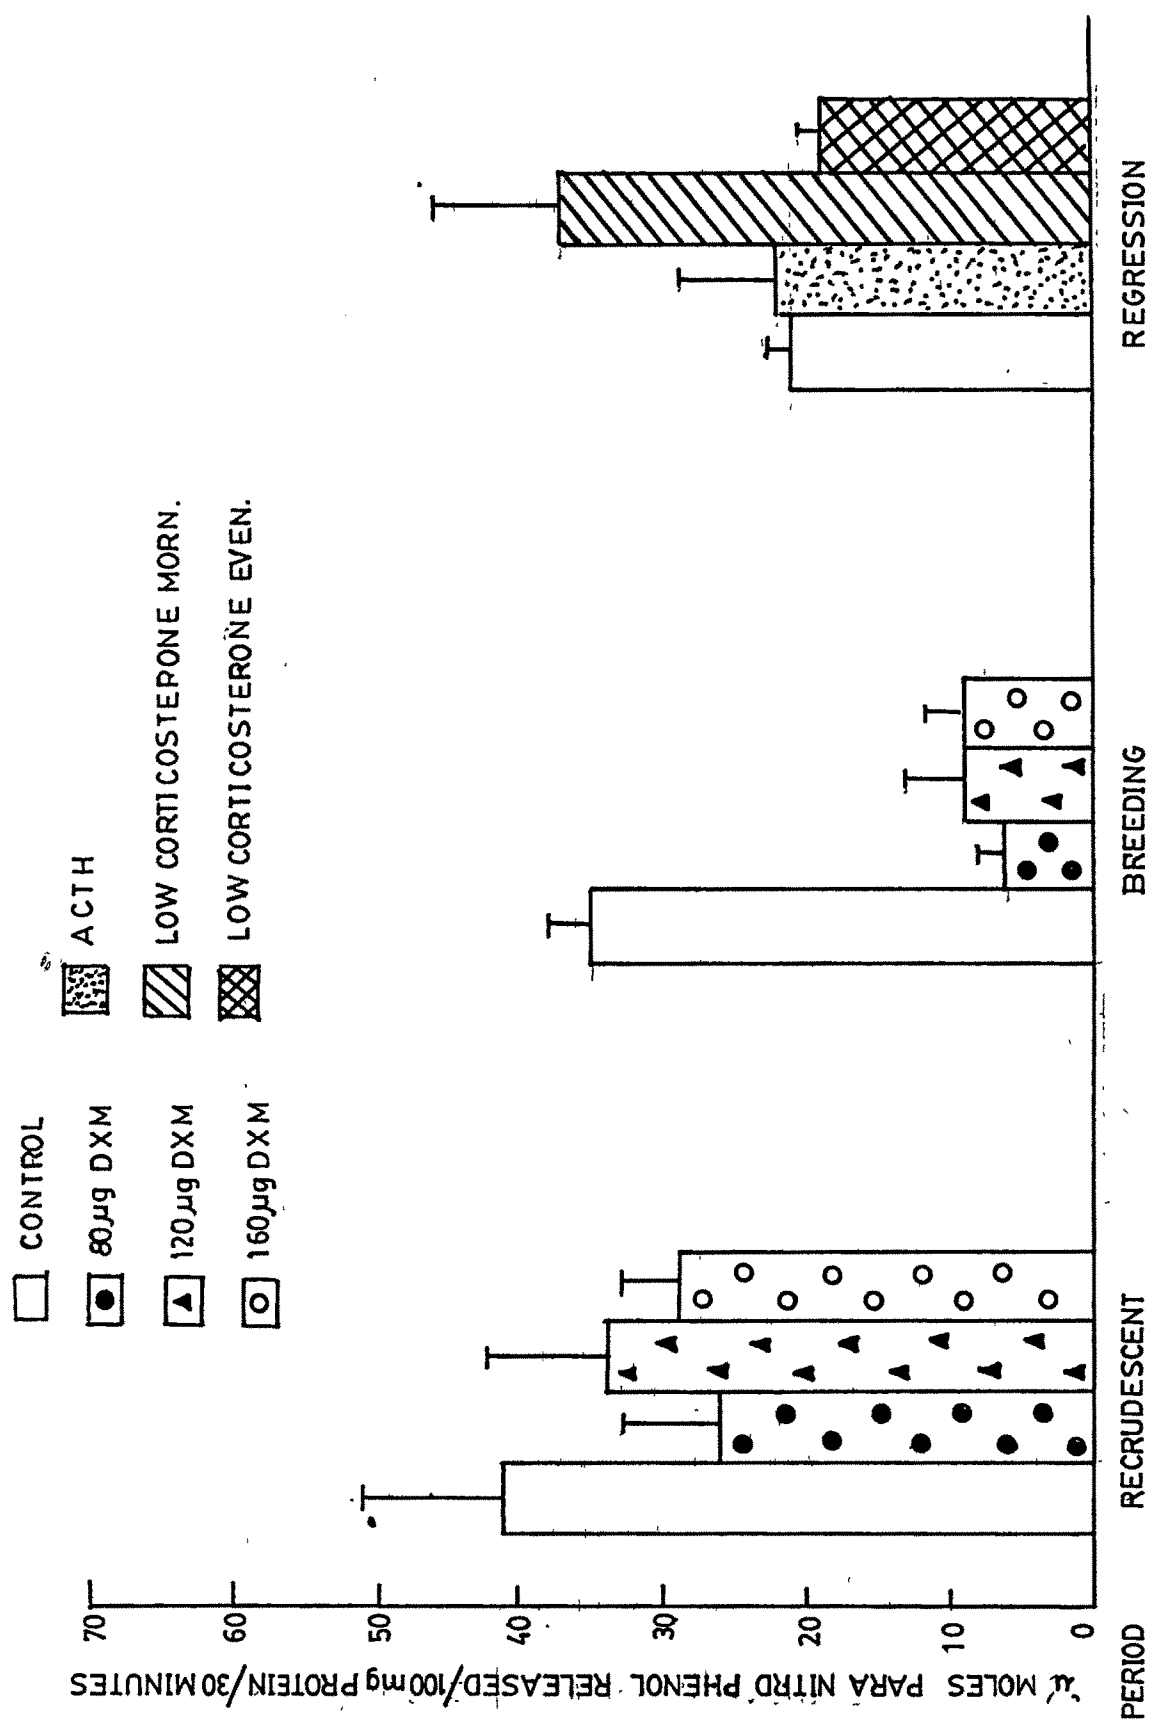 CONTROL
80µg DXM
120µg DXM
160µg DXM
ACTH
LOW CORTICOSTERONE MORN.
LOW CORTICOSTERONE EVEN.
µ MOLES PARA NITRO PHENOL RELEASED/100mg PROTEIN/30 MINUTES
70
60
50
40
30
20
10
0
PERIOD RECRUDESCENT BREEDING REGRESSION